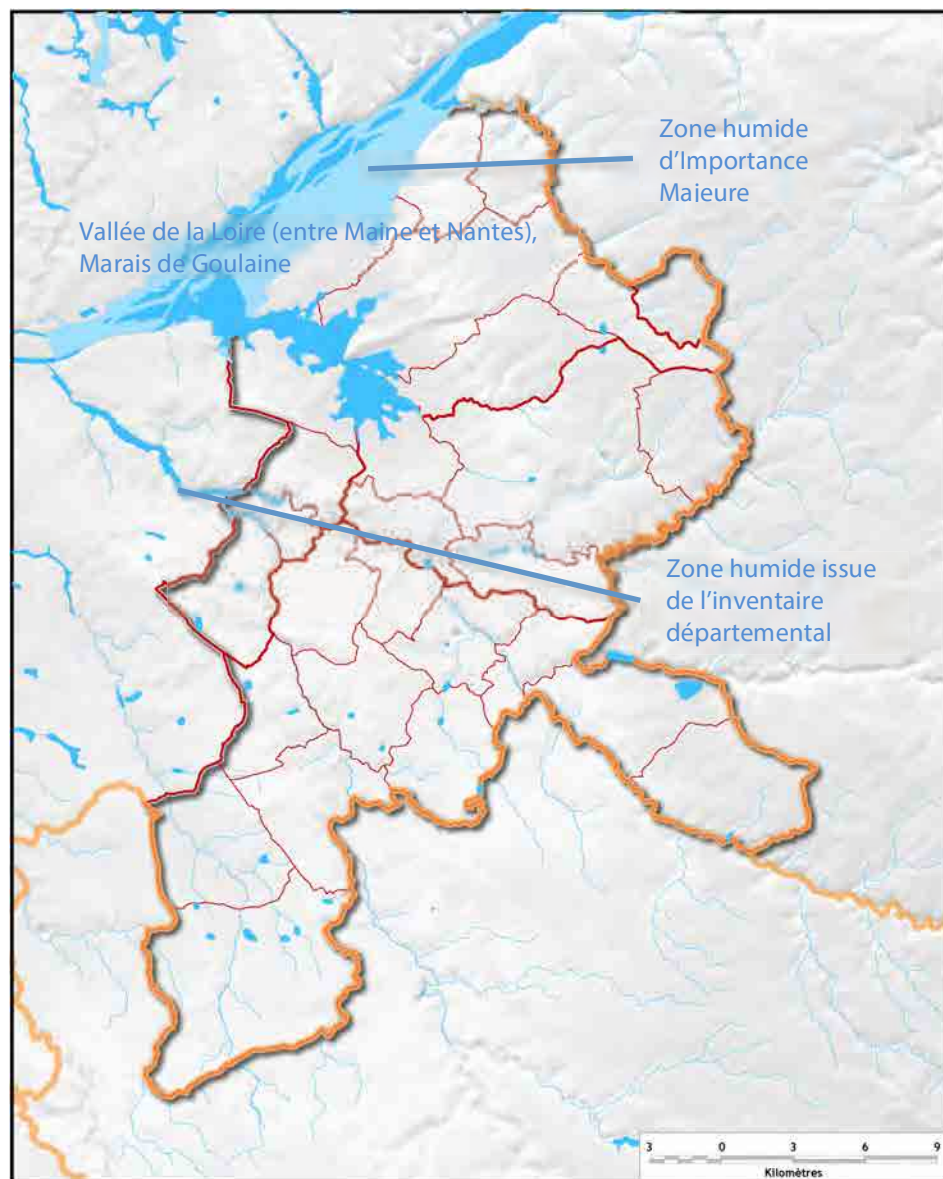 Zone humide
d'Importance
Majeure
Vallée de la Loire (entre Maine et Nantes),
Marais de Goulaine
Zone humide issue
de l'inventaire
départemental
3 0 3 6 9
Kilomètres